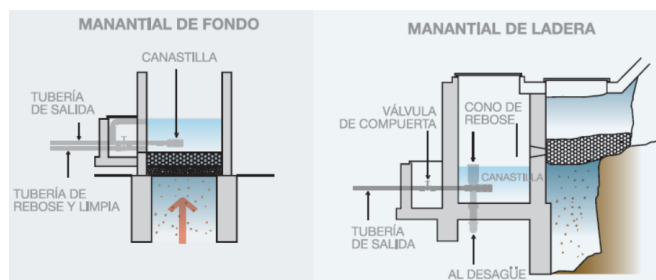 MANANTIAL DE FONDO
CANASTILLA
TUBERÍA
DE SALIDA
TUBERÍA DE
REBOSE Y LIMPIA
MANANTIAL DE LADERA
VÁLVULA
DE COMPUERTA
CONO DE
REBOSE
CANASTILLA
TUBERÍA
DE SALIDA
AL DESAGÜE